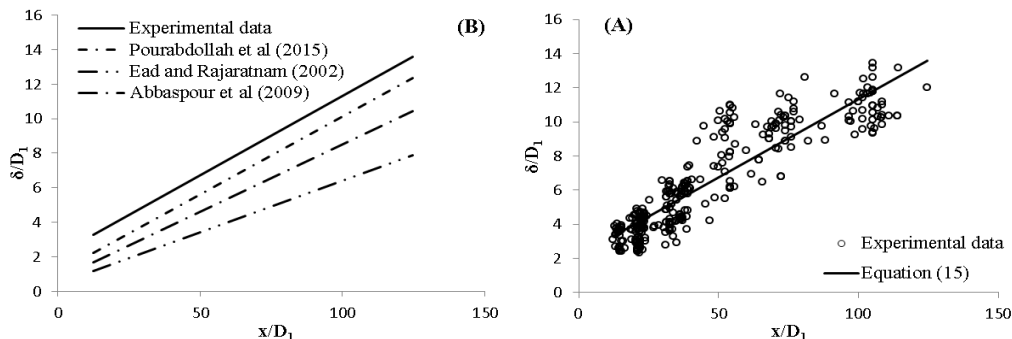 (B)
Experimental data
Pourabdollah et al (2015)
Ead and Rajaratnam (2002)
Abbaspour et al (2009)
δ/D1
16
14
12
10
8
6
4
2
0
0 50 100 150
x/D1
(A)
δ/D1
16
14
12
10
8
6
4
2
0
Experimental data
Equation (15)
0 50 100 150
x/D1